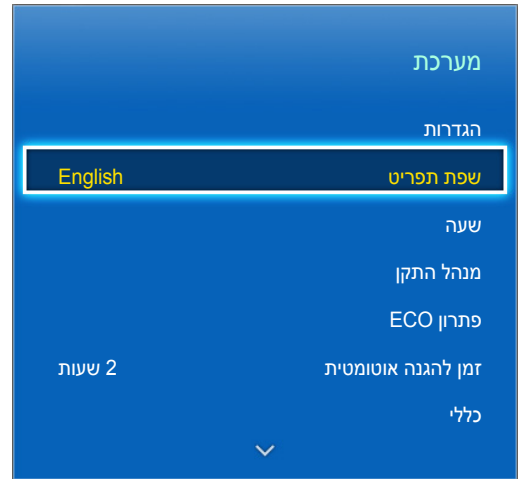 מערכת
הגדרות
שפת תפריט English
שעה
מנהל התקן
פתרון ECO
זמן להגנה אוטומטית 2 שעות
כללי